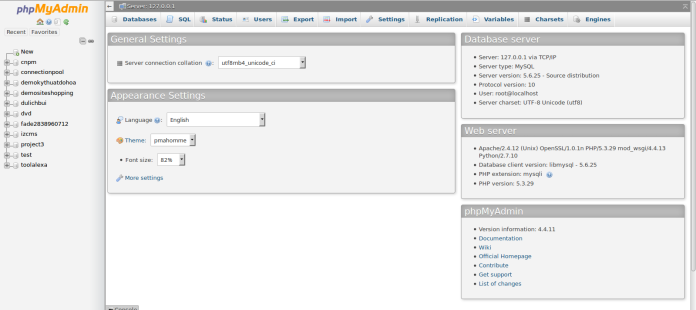 phpMyAdmin
Recent Favorites
New
cnpm
connectionpool
demokythuatdohoa
demositeshopping
dulichbui
dvd
fade2838960712
izcms
project3
test
toolalexa
Server: 127.0.0.1
Databases SQL Status Users Export Import Settings Replication Variables Charsets Engines
General Settings
Server connection collation : utf8mb4_unicode_ci
Appearance Settings
Language : English
Theme: pmahomme
Font size: 82%
More settings
Database server
Server: 127.0.0.1 via TCP/IP
Server type: MySQL
Server version: 5.6.25 - Source distribution
Protocol version: 10
User: root@localhost
Server charset: UTF-8 Unicode (utf8)
Web server
Apache/2.4.12 (Unix) OpenSSL/1.0.1n PHP/5.3.29 mod_wsgi/4.4.13
Python/2.7.10
Database client version: libmysql - 5.6.25
PHP extension: mysqli
PHP version: 5.3.29
phpMyAdmin
Version information: 4.4.11
Documentation
Wiki
Official Homepage
Contribute
Get support
List of changes
Console